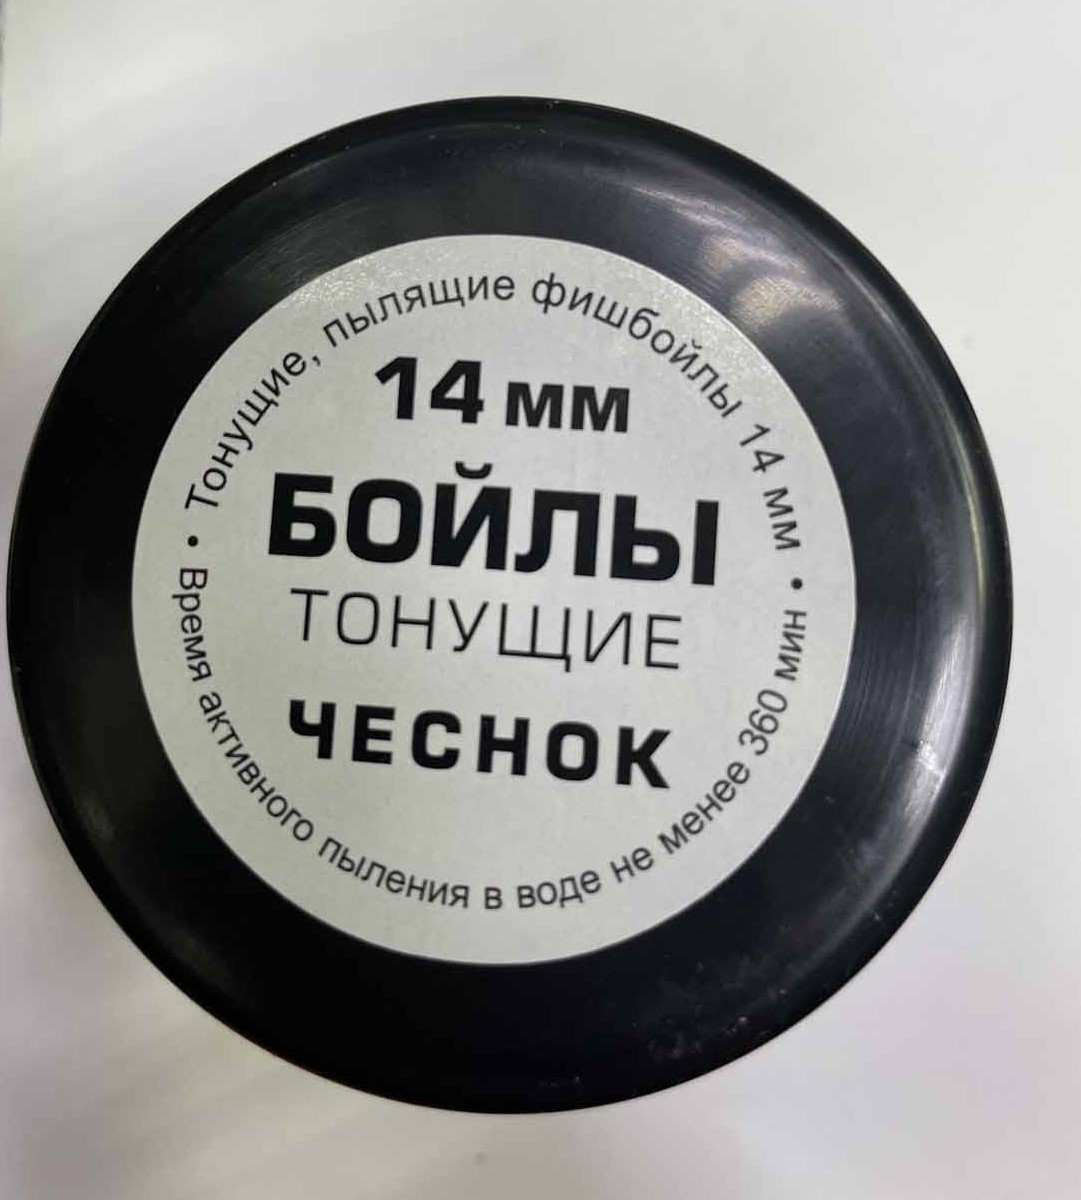 • Тонущие, пылящие фишбойлы 14 мм •
14 мм
БОЙЛЫ
ТОНУЩИЕ
ЧЕСНОК
Время активного пыления в воде не менее 360 мин